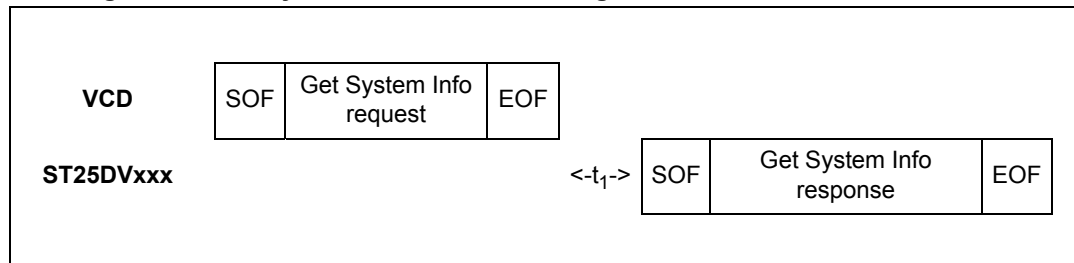 VCD SOF Get System Info request EOF
ST25DVxxx <-t1-> SOF Get System Info response EOF